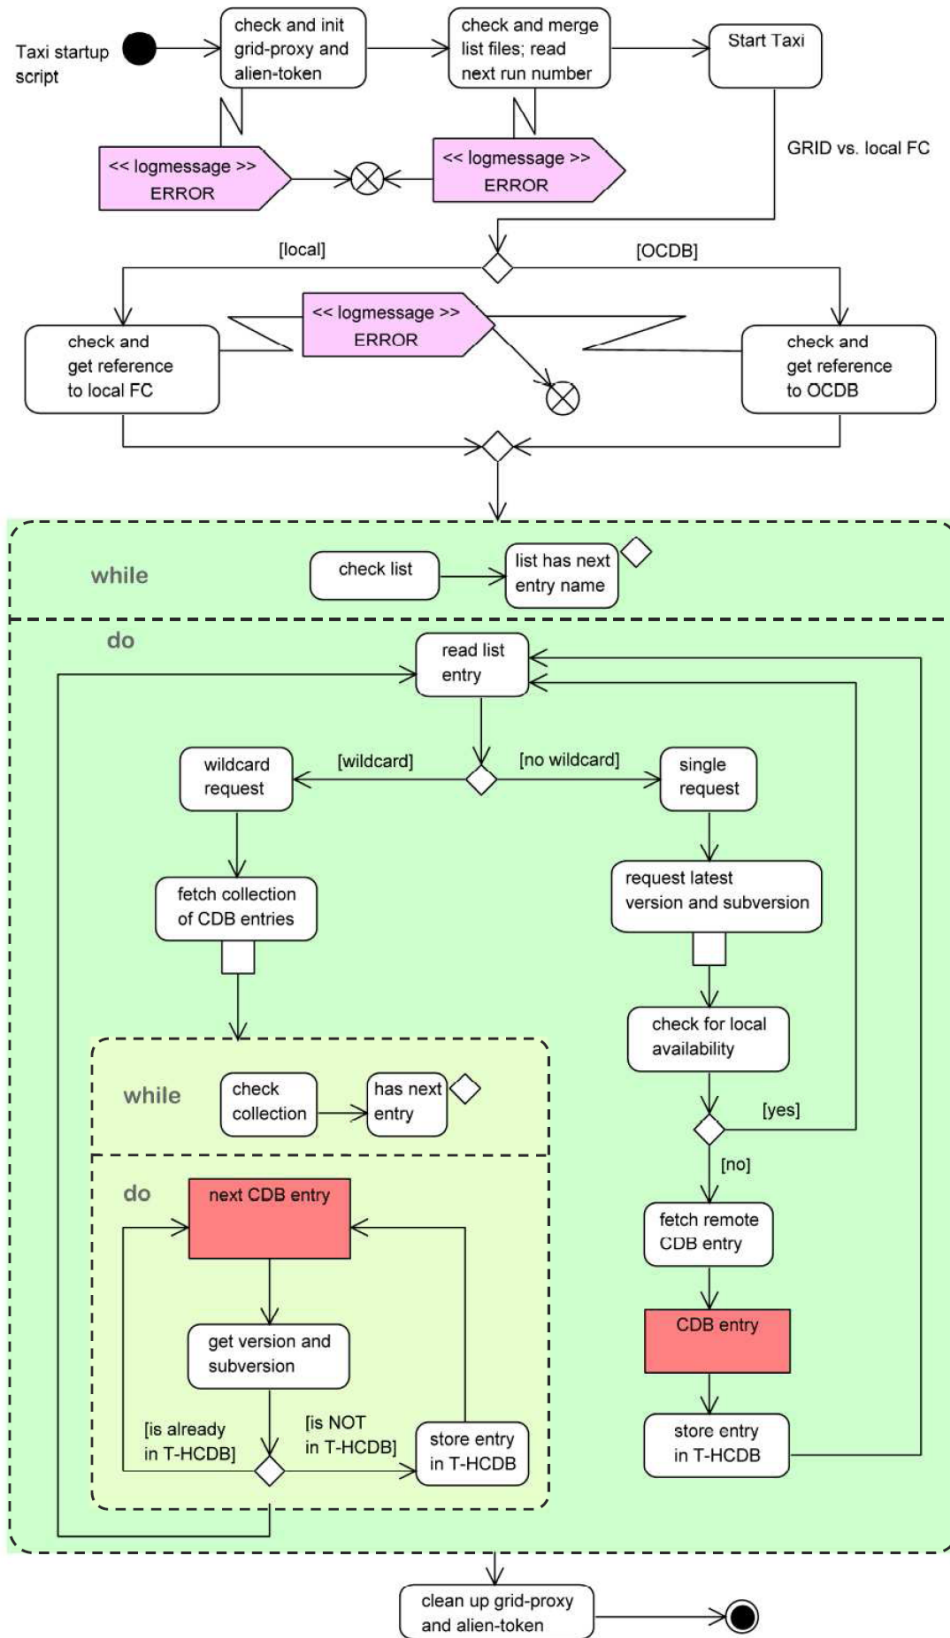 Taxi startup
script
check and init
grid-proxy and
alien-token
check and merge
list files; read
next run number
Start Taxi
<< logmessage >>
ERROR
<< logmessage >>
ERROR
GRID vs. local FC
[local]
[OCDB]
check and
get reference
to local FC
<< logmessage >>
ERROR
check and
get reference
to OCDB
while
check list
list has next
entry name
do
read list
entry
[wildcard]
[no wildcard]
wildcard
request
single
request
fetch collection
of CDB entries
request latest
version and subversion
check for local
availability
while
check
collection
has next
entry
[yes]
[no]
do
next CDB entry
fetch remote
CDB entry
get version and
subversion
CDB entry
[is already
in T-HCDB]
[is NOT
in T-HCDB]
store entry
in T-HCDB
store entry
in T-HCDB
clean up grid-proxy
and alien-token